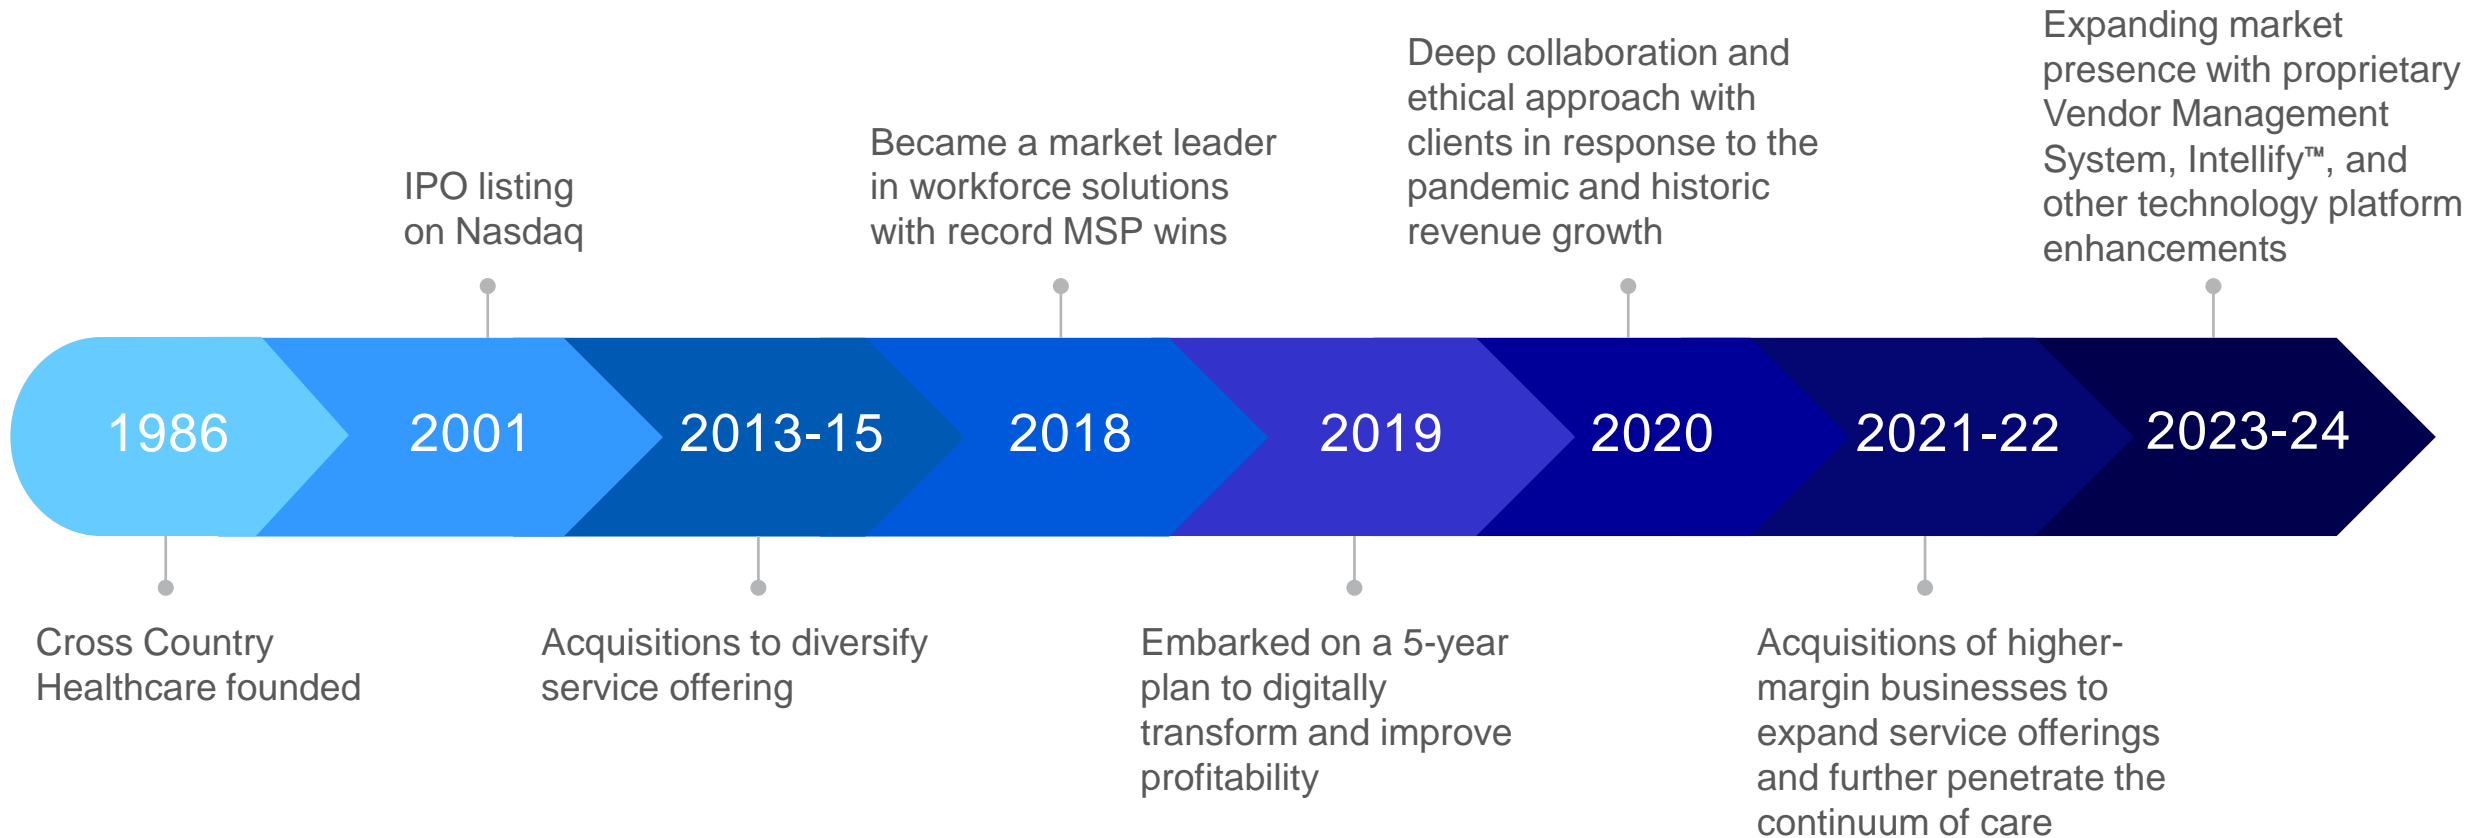 1986
Cross Country
Healthcare founded
2001
IPO listing
on Nasdaq
2013-15
Acquisitions to diversify
service offering
2018
Became a market leader
in workforce solutions
with record MSP wins
2019
Embarked on a 5-year
plan to digitally
transform and improve
profitability
2020
Deep collaboration and
ethical approach with
clients in response to the
pandemic and historic
revenue growth
2021-22
Acquisitions of higher-
margin businesses to
expand service offerings
and further penetrate the
continuum of care
2023-24
Expanding market
presence with proprietary
Vendor Management
System, Intellify™, and
other technology platform
enhancements